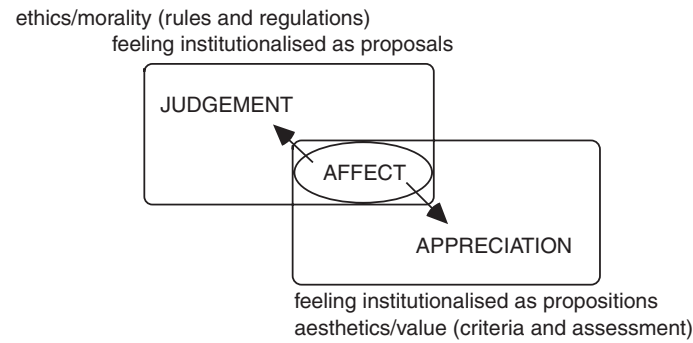 ethics/morality (rules and regulations)
feeling institutionalised as proposals
JUDGEMENT
AFFECT
APPRECIATION
feeling institutionalised as propositions
aesthetics/value (criteria and assessment)